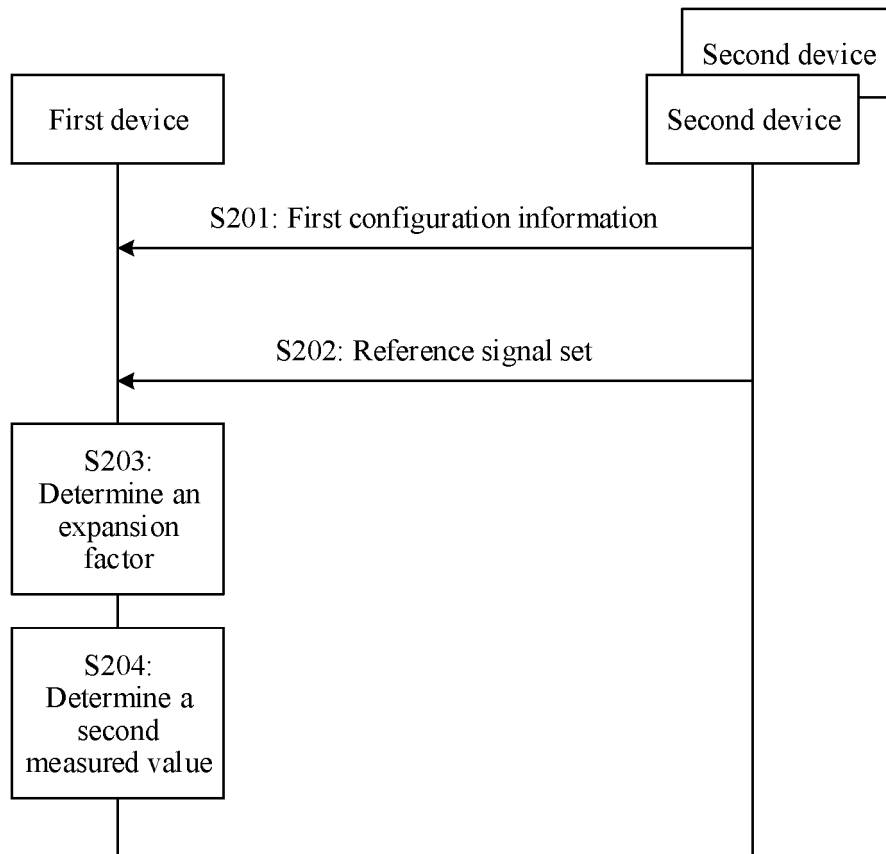 Second device
First device
Second device
S201: First configuration information
S202: Reference signal set
S203:
Determine an
expansion
factor
S204:
Determine a
second
measured value